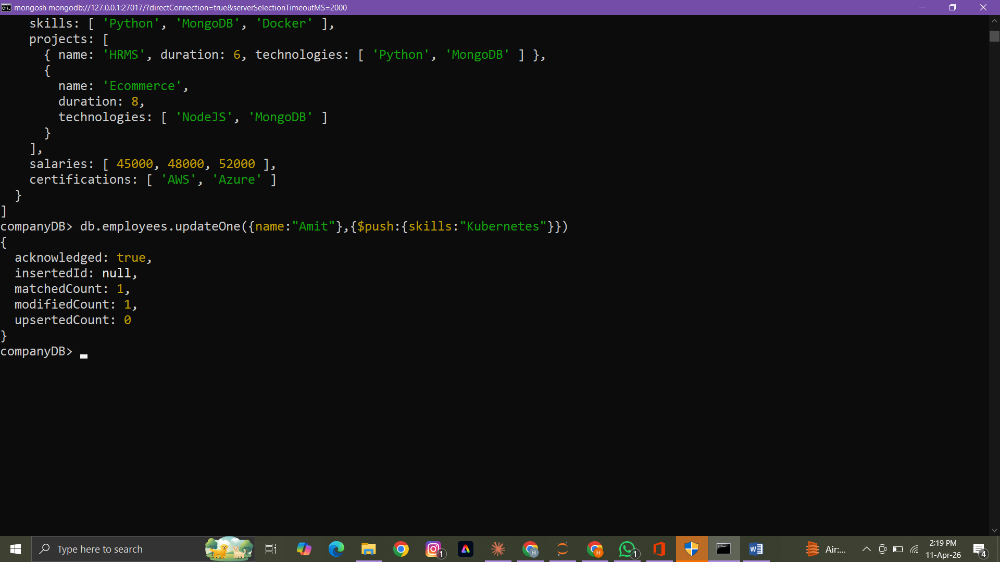 mongosh mongodb://127.0.0.1:27017/?directConnection=true&serverSelectionTimeoutMS=2000
    skills: [ 'Python', 'MongoDB', 'Docker' ],
    projects: [
      { name: 'HRMS', duration: 6, technologies: [ 'Python', 'MongoDB' ] },
      {
        name: 'Ecommerce',
        duration: 8,
        technologies: [ 'NodeJS', 'MongoDB' ]
      }
    ],
    salaries: [ 45000, 48000, 52000 ],
    certifications: [ 'AWS', 'Azure' ]
  }
]
companyDB> db.employees.updateOne({name:"Amit"},{$push:{skills:"Kubernetes"}})
{
  acknowledged: true,
  insertedId: null,
  matchedCount: 1,
  modifiedCount: 1,
  upsertedCount: 0
}
companyDB>
Type here to search
1
H
H
1
W
Air:...
2:19 PM
11-Apr-26
4